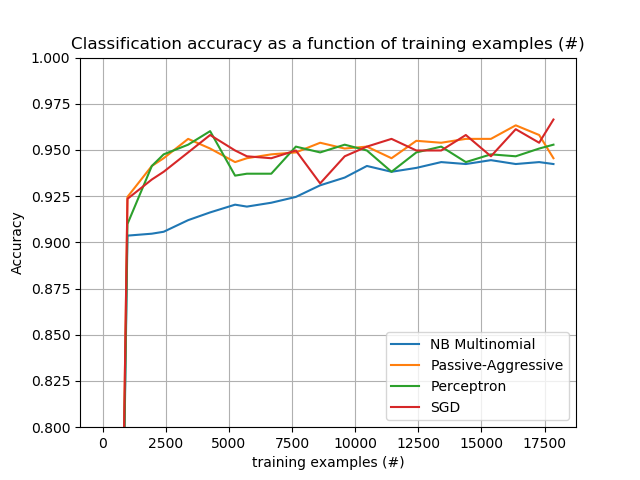 Classification accuracy as a function of training examples (#)
1.000
0.975
0.950
0.925
0.900
0.875
0.850
0.825
0.800
Accuracy
NB Multinomial
Passive-Aggressive
Perceptron
SGD
0 2500 5000 7500 10000 12500 15000 17500
training examples (#)